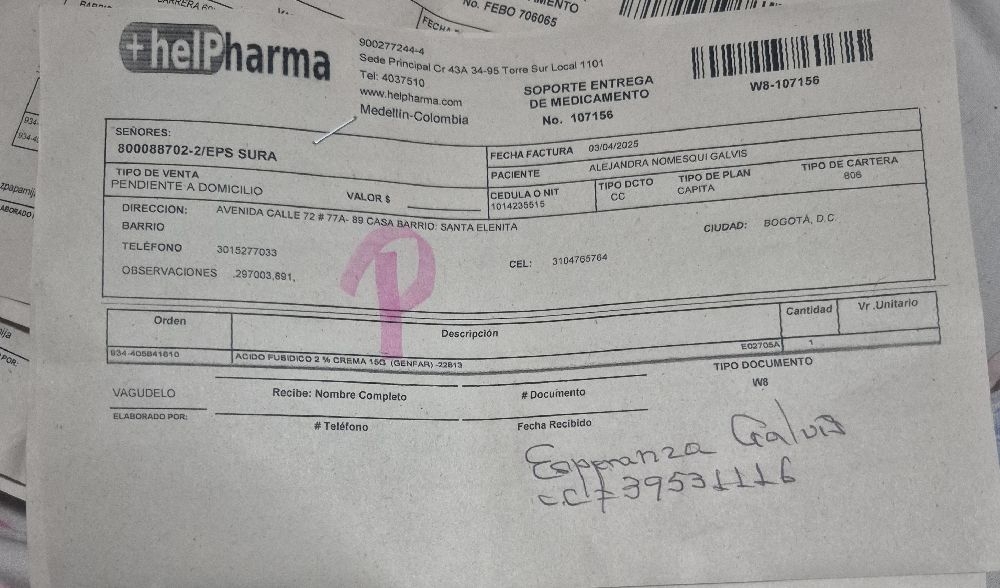 No. FEBO 706065
FECHA
+helPharma
900277244-4
Sede Principal Cr 43A 34-95 Torre Sur Local 1101
Tel: 4037510
www.helpharma.com
Medellín-Colombia
SOPORTE ENTREGA
DE MEDICAMENTO
No. 107156
W8-107156
SEÑORES:
800088702-2/EPS SURA
FECHA FACTURA 03/04/2025
PACIENTE ALEJANDRA NOMESQUI GALVIS
TIPO DE VENTA
PENDIENTE A DOMICILIO
VALOR $
CEDULA O NIT
1014235515
TIPO DCTO
CC
TIPO DE PLAN
CAPITA
TIPO DE CARTERA
806
DIRECCION: AVENIDA CALLE 72 # 77A- 89 CASA BARRIO: SANTA ELENITA
BARRIO
CIUDAD: BOGOTÁ, D.C.
TELÉFONO 3015277033
CEL: 3104765764
OBSERVACIONES .297003,891,
P
Orden Descripción Cantidad Vr .Unitario
934-405841610 ACIDO FUSIDICO 2 % CREMA 15G (GENFAR) -22813 E02705A 1
TIPO DOCUMENTO
W8
VAGUDELO
ELABORADO POR:
Recibe: Nombre Completo
# Documento
# Teléfono
Fecha Recibido
Esperanza Galvis
C.C # 39531116